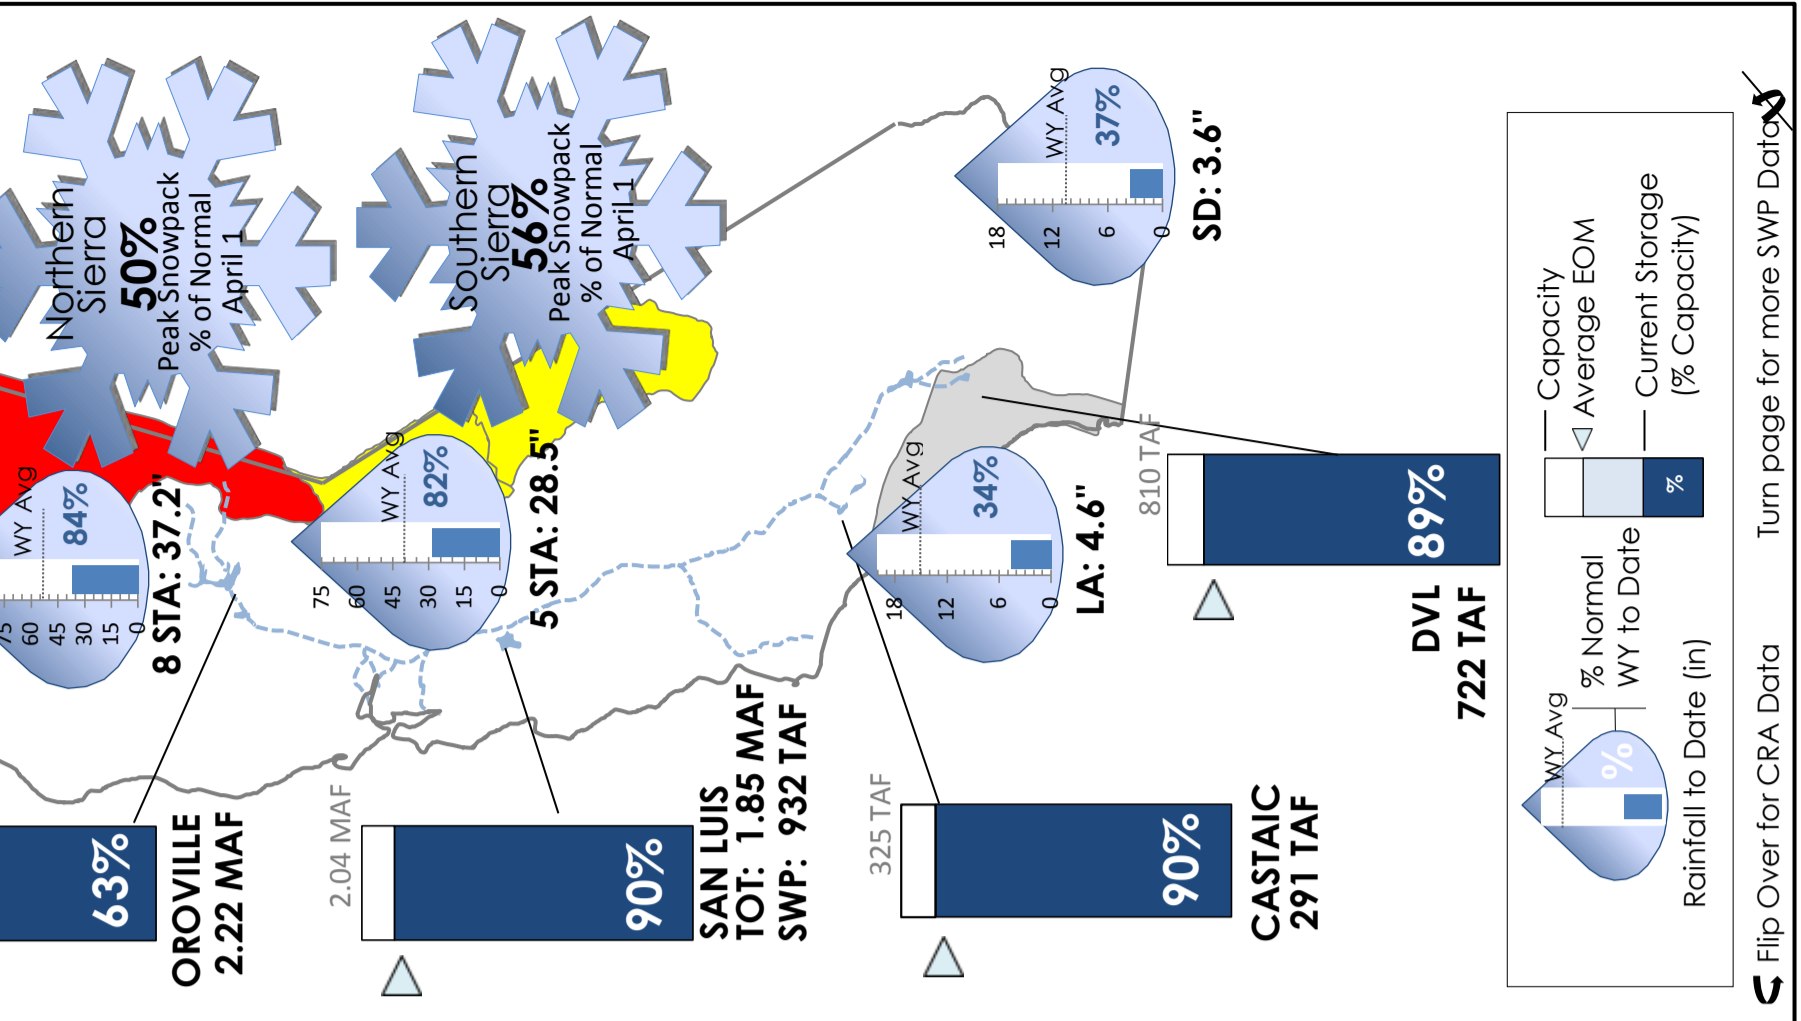 Northern
Sierra
50%
Peak Snowpack
% of Normal
April 1
Southern
Sierra
56%
Peak Snowpack
% of Normal
April 1
WY Avg
84%
75
60
45
30
15
0
8 STA: 37.2"
WY Avg
82%
75
60
45
30
15
0
5 STA: 28.5"
WY Avg
37%
18
12
6
0
SD: 3.6"
WY Avg
34%
18
12
6
0
LA: 4.6"
63%
OROVILLE
2.22 MAF
2.04 MAF
90%
SAN LUIS
TOT: 1.85 MAF
SWP: 932 TAF
325 TAF
90%
CASTAIC
291 TAF
810 TAF
89%
DVL
722 TAF
WY Avg
%
% Normal
WY to Date
Rainfall to Date (in)
Capacity
Average EOM
Current Storage
(% Capacity)
%
Flip Over for CRA Data
Turn page for more SWP Data